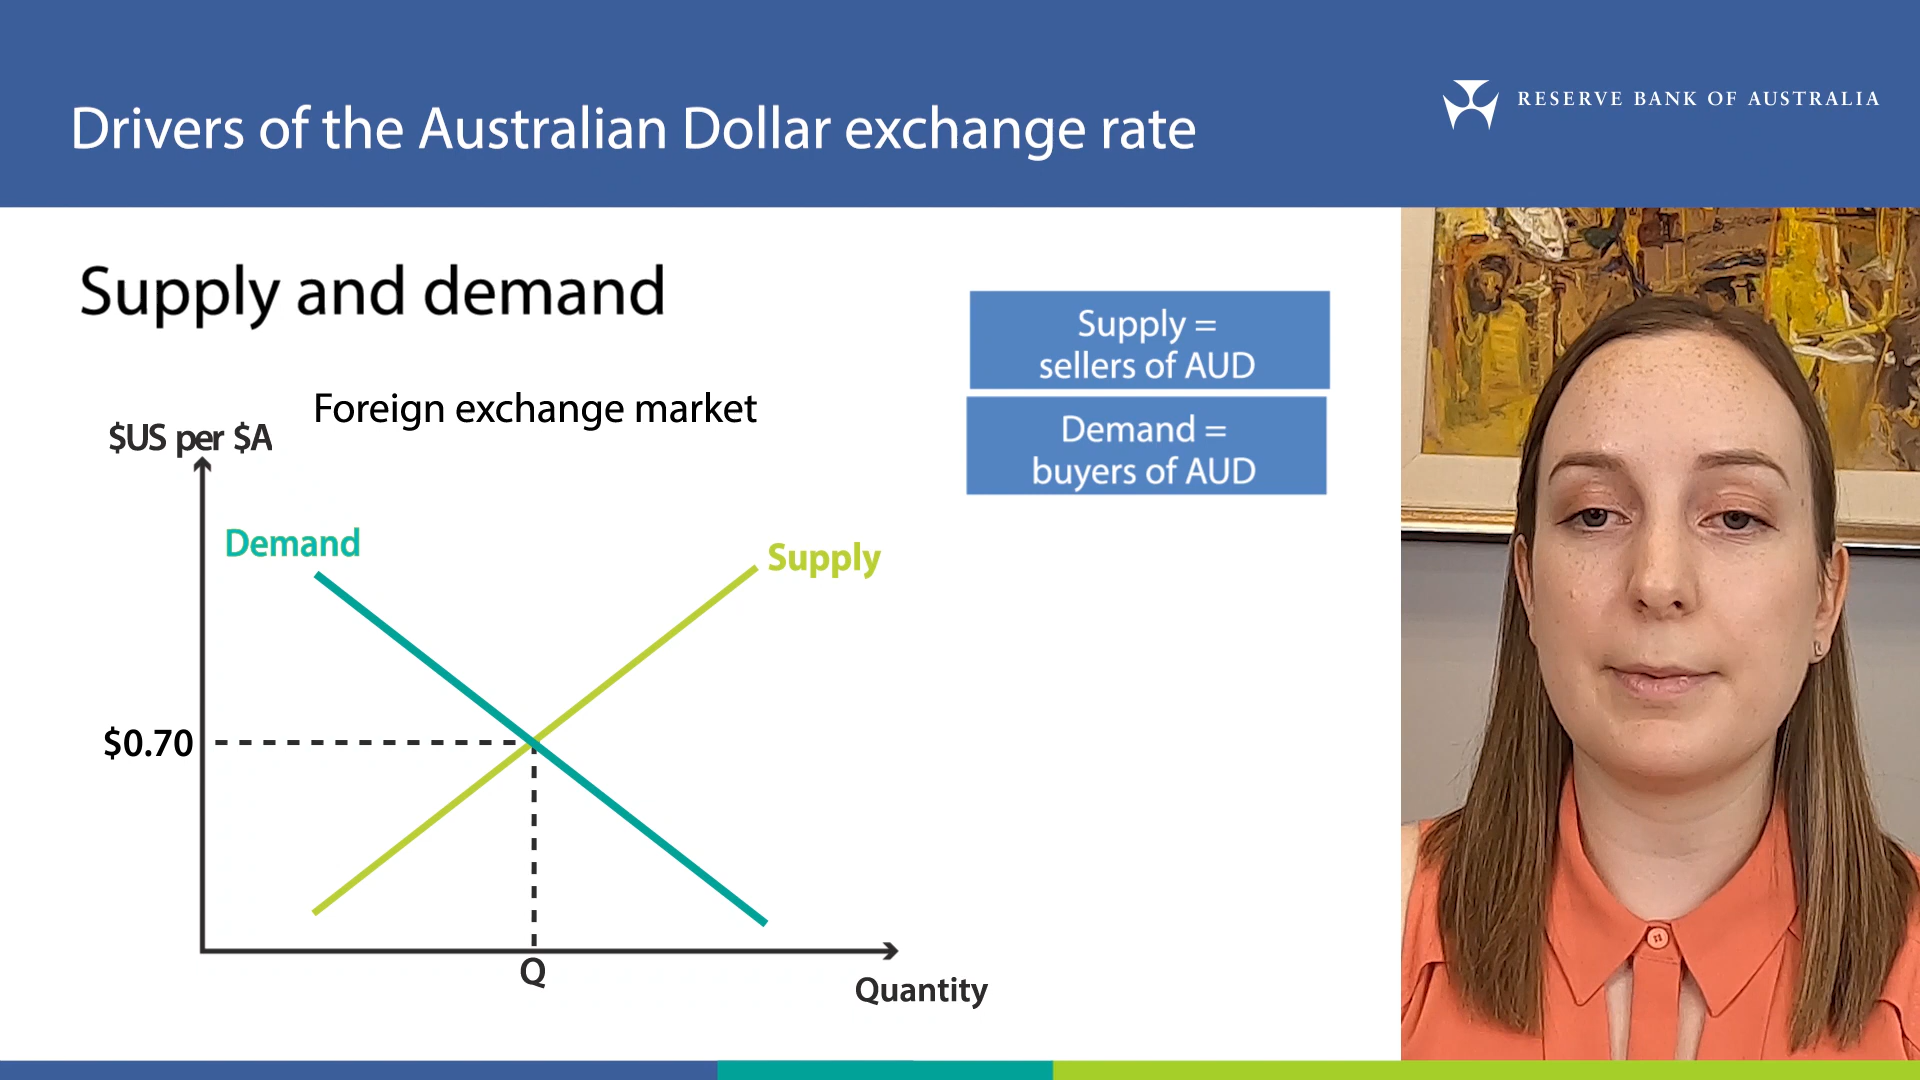 Drivers of the Australian Dollar exchange rate
RESERVE BANK OF AUSTRALIA
Supply and demand
Supply =
sellers of AUD
Demand =
buyers of AUD
Foreign exchange market
$US per $A
Demand
Supply
$0.70
Q
Quantity